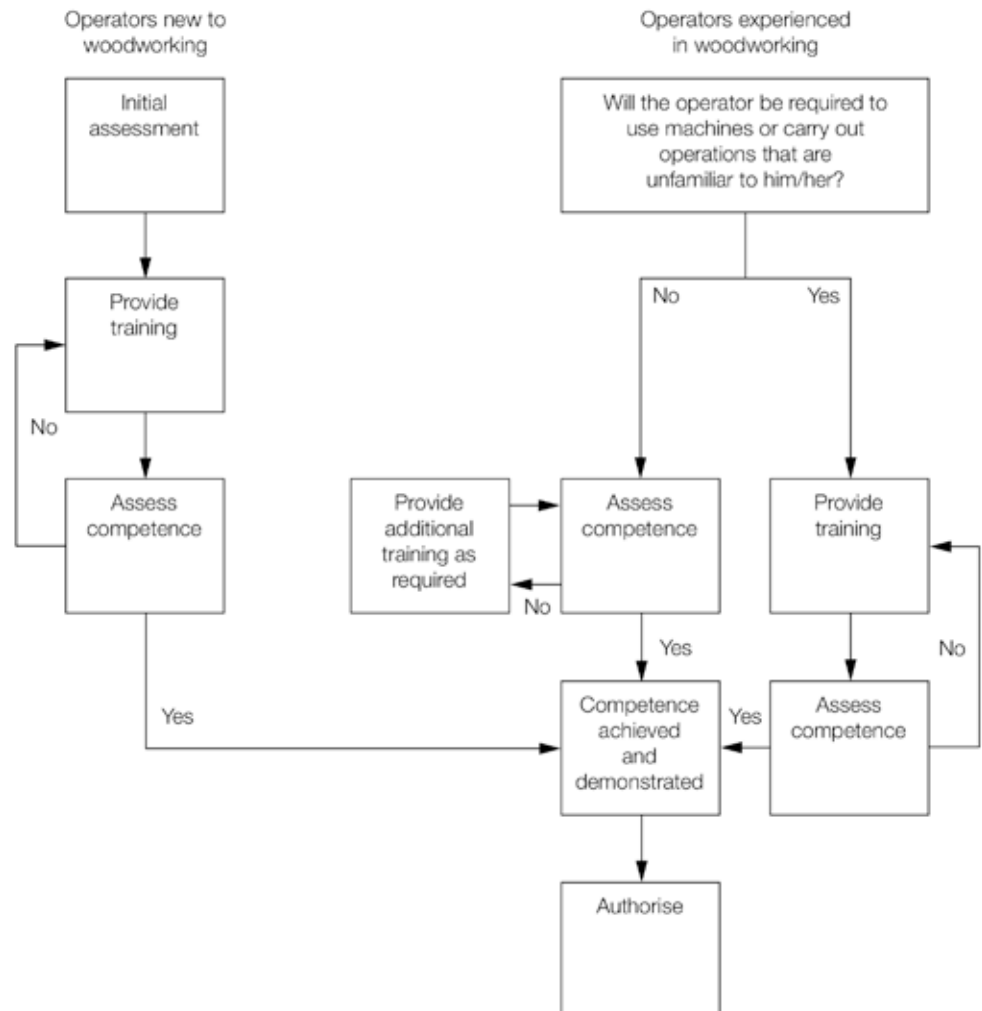 Operators new to
woodworking
Initial
assessment
Provide
training
No
Assess
competence
Yes
Operators experienced
in woodworking
Will the operator be required to
use machines or carry out
operations that are
unfamiliar to him/her?
No
Yes
Provide
additional
training as
required
Assess
competence
No
Yes
Provide
training
No
Assess
competence
Yes
Competence
achieved
and
demonstrated
Authorise